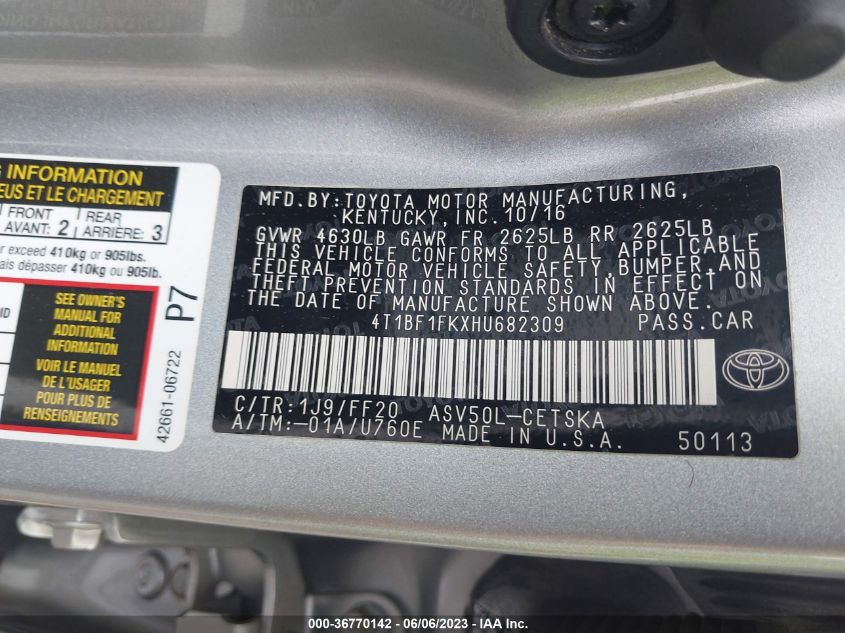 G INFORMATION
EUS ET LE CHARGEMENT
FRONT
AVANT: 2
REAR
ARRIÈRE: 3
or exceed 410kg or 905lbs.
ais dépasser 410kg ou 905lb.
SEE OWNER'S
MANUAL FOR
ADDITIONAL
INFORMATION
VOIR LE MANUEL
DE L'USAGER
POUR PLUS DE
RENSEIGNEMENTS
P7
42661-06722
MFD.BY:TOYOTA MOTOR MANUFACTURING,
KENTUCKY, INC.10/16
GVWR 4630LB GAWR FR 2625LB RR 2625LB
THIS VEHICLE CONFORMS TO ALL APPLICABLE
FEDERAL MOTOR VEHICLE SAFETY,BUMPER,AND
THEFT PREVENTION STANDARDS IN EFFECT ON
THE DATE OF MANUFACTURE SHOWN ABOVE.
4T1BF1FKXHU682309 PASS.CAR
C/TR:1J9/FF20 ASV50L-CETSKA
A/TM:-01A/U760E MADE IN U.S.A. 50113
000-36770142 - 06/06/2023 - IAA Inc.